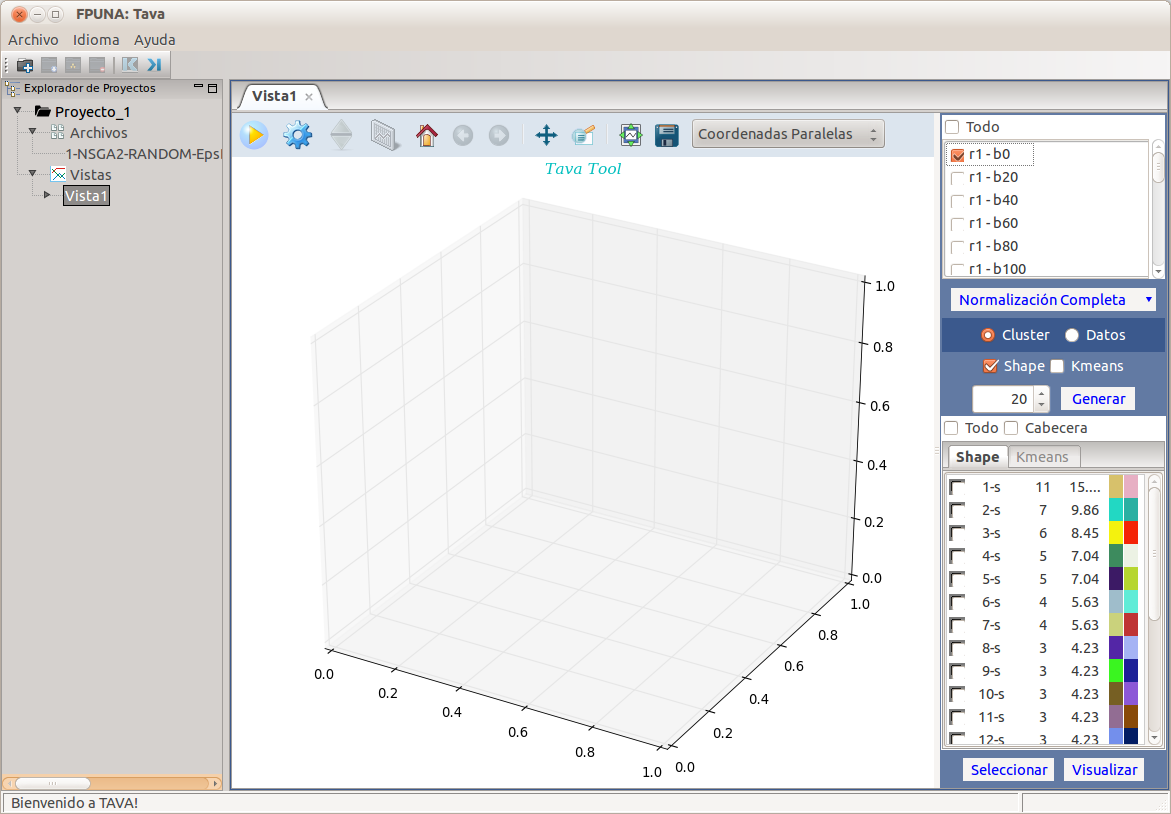 FPUNA: Tava
Archivo Idioma Ayuda
Explorador de Proyectos
Proyecto_1
Archivos
1-NSGA2-RANDOM-Eps
Vistas
Vista1
Vista1
Coordenadas Paralelas
Tava Tool
1.0
0.8
0.6
0.4
0.2
0.0
1.0
0.8
0.6
0.4
0.2
0.0
0.0
0.2
0.4
0.6
0.8
1.0
Todo
r1 - b0
r1 - b20
r1 - b40
r1 - b60
r1 - b80
r1 - b100
Normalización Completa
Cluster Datos
Shape Kmeans
20 Generar
Todo Cabecera
Shape Kmeans
1-s 11 15....
2-s 7 9.86
3-s 6 8.45
4-s 5 7.04
5-s 5 7.04
6-s 4 5.63
7-s 4 5.63
8-s 3 4.23
9-s 3 4.23
10-s 3 4.23
11-s 3 4.23
12-s 3 4.23
Seleccionar Visualizar
Bienvenido a TAVA!